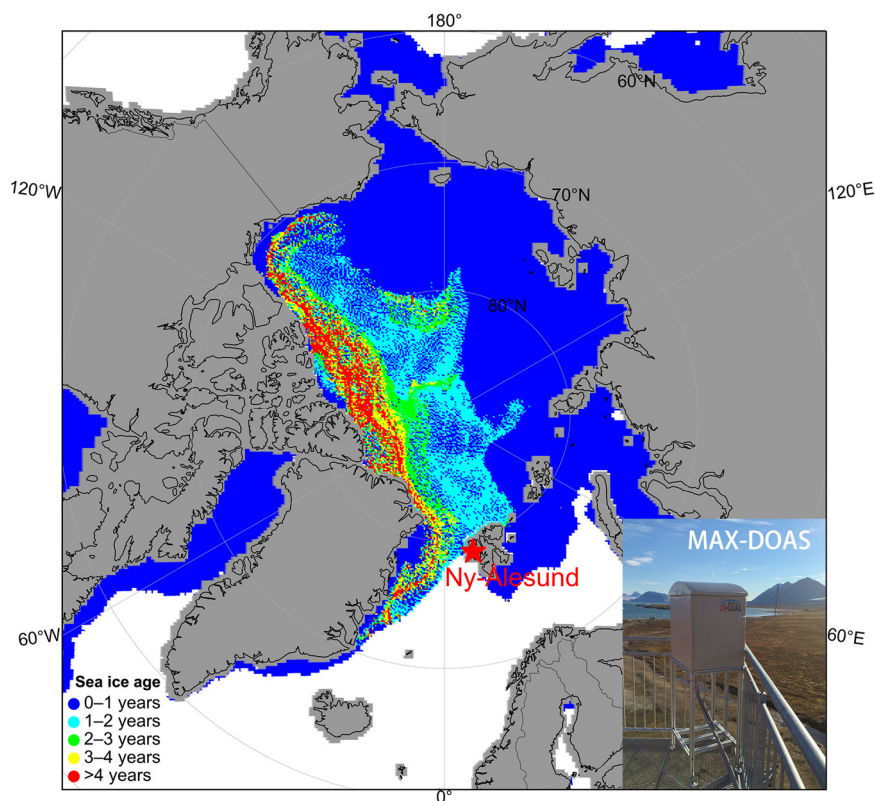 180°
60°N
120°W
120°E
70°N
80°N
MAX-DOAS
Ny-Alesund
60°W
60°E
Sea ice age
0–1 years
1–2 years
2–3 years
3–4 years
>4 years
0°